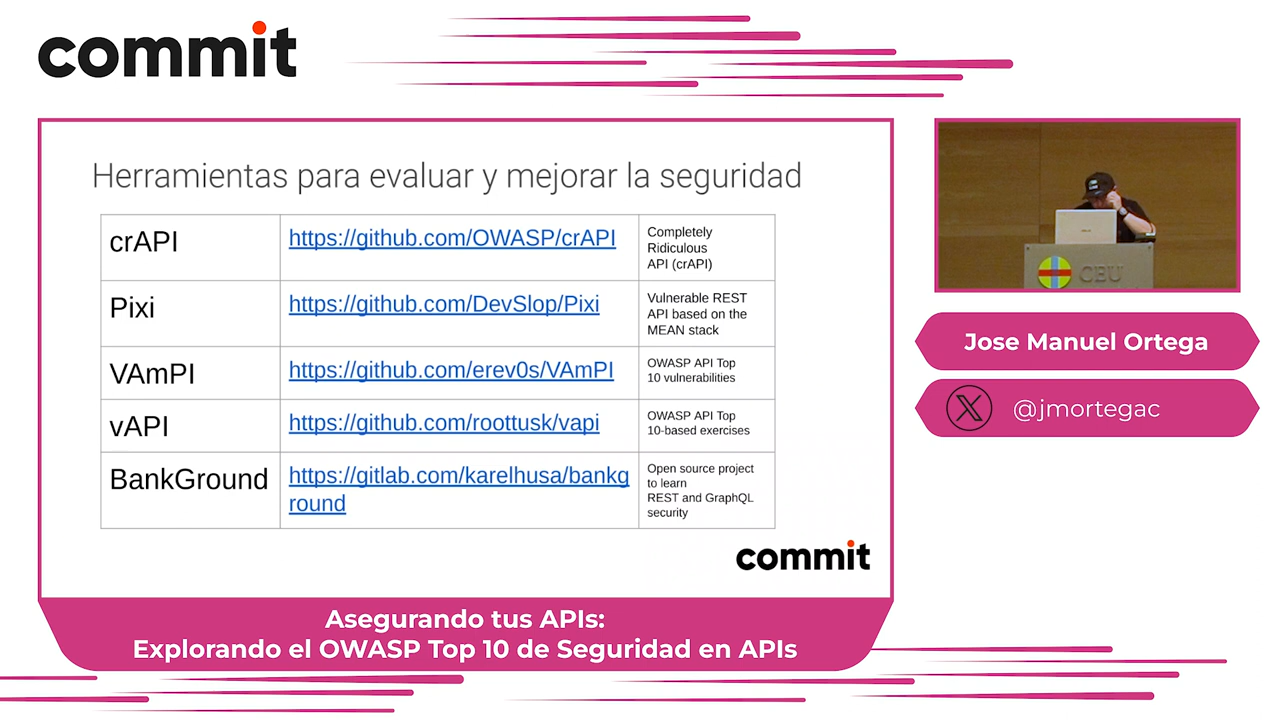 commit
Herramientas para evaluar y mejorar la seguridad
crAPI
https://github.com/OWASP/crAPI
Completely
Ridiculous
API (crAPI)
Pixi
https://github.com/DevSlop/Pixi
Vulnerable REST
API based on the
MEAN stack
VAmPI
https://github.com/erev0s/VAmPI
OWASP API Top
10 vulnerabilities
vAPI
https://github.com/roottusk/vapi
OWASP API Top
10-based exercises
BankGround
https://gitlab.com/karelhusa/bankg
round
Open source project
to learn
REST and GraphQL
security
commit
Asegurando tus APIs:
Explorando el OWASP Top 10 de Seguridad en APIs
CEU
Jose Manuel Ortega
@jmortegac